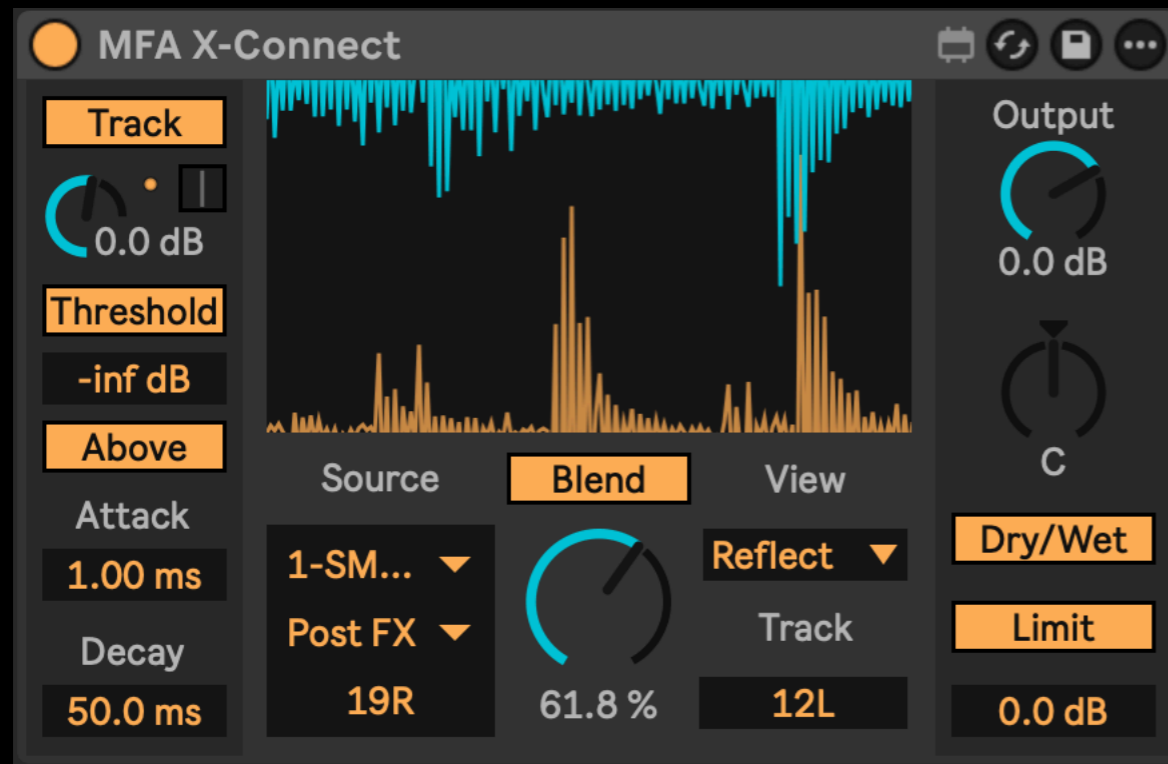 MFA X-Connect
Track
0.0 dB
Threshold
-inf dB
Above
Attack
1.00 ms
Decay
50.0 ms
Source
1-SM...
Post FX
19R
Blend
61.8 %
View
Reflect
Track
12L
Output
0.0 dB
C
Dry/Wet
Limit
0.0 dB